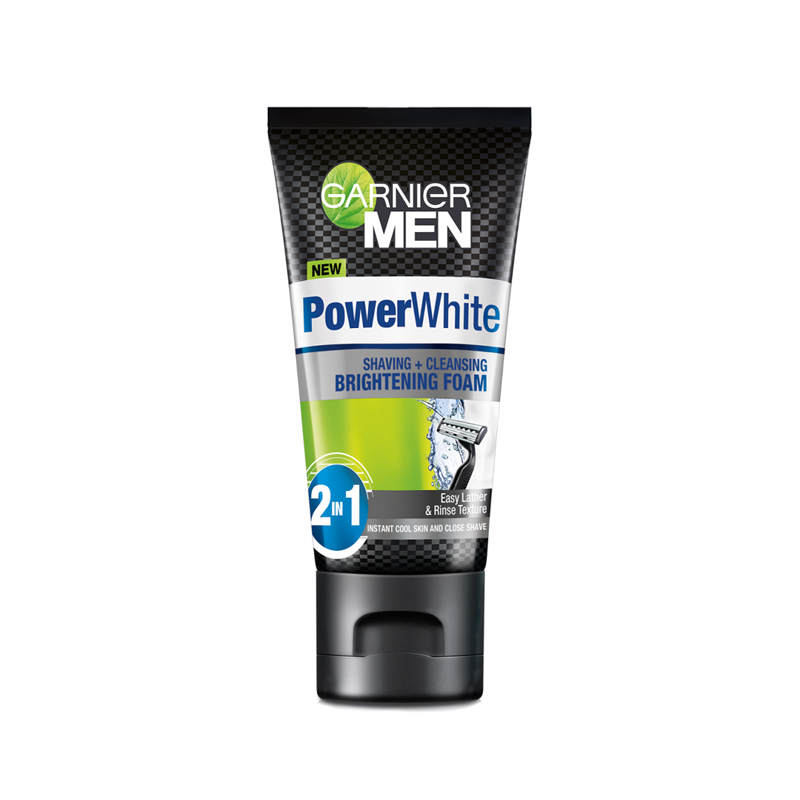 GARNIER
MEN
NEW
PowerWhite
SHAVING + CLEANSING
BRIGHTENING FOAM
2 IN 1
Easy Lather
& Rinse Texture
INSTANT COOL SKIN AND CLOSE SHAVE